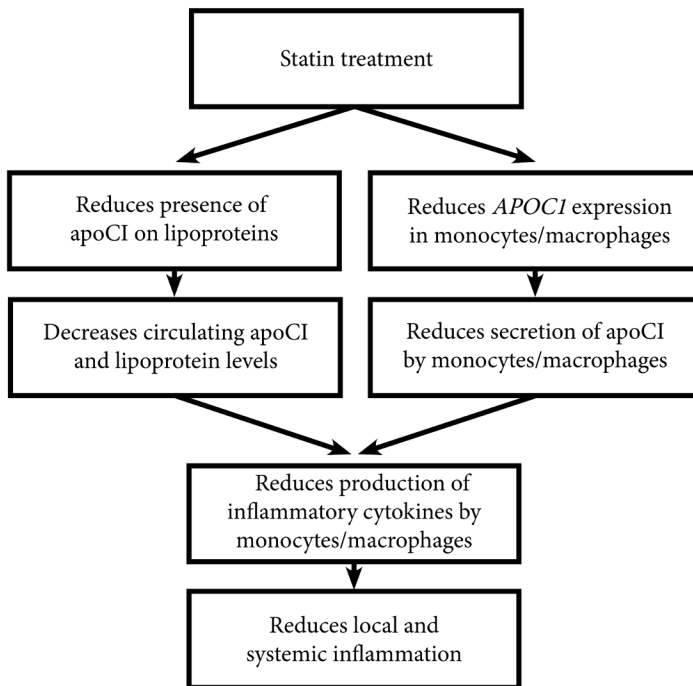 Statin treatment
Reduces presence of
apoCI on lipoproteins
Reduces APOC1 expression
in monocytes/macrophages
Decreases circulating apoCI
and lipoprotein levels
Reduces secretion of apoCI
by monocytes/macrophages
Reduces production of
inflammatory cytokines by
monocytes/macrophages
Reduces local and
systemic inflammation